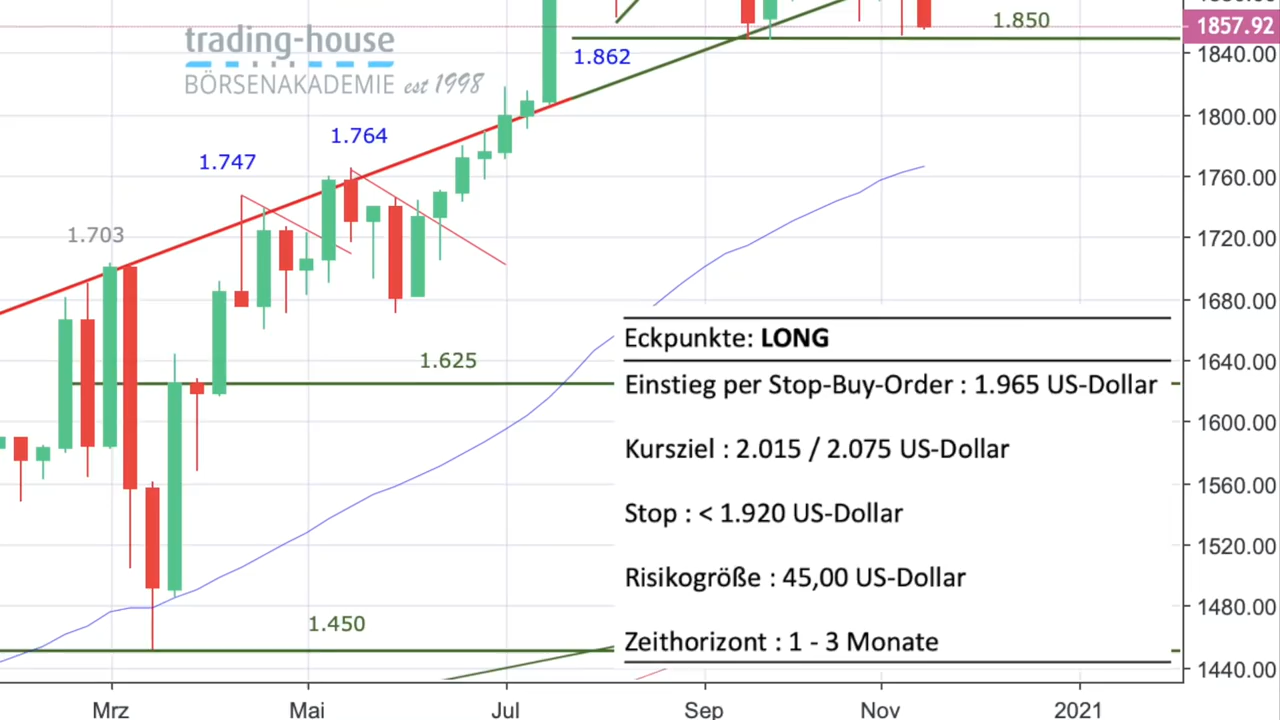 1.850
1857.92
trading-house
BÖRSENAKADEMIE est 1998
1.862
1840.00
1800.00
1.764
1.747
1760.00
1.703
1720.00
1680.00
Eckpunkte: LONG
1640.00
1.625
Einstieg per Stop-Buy-Order : 1.965 US-Dollar
1600.00
Kursziel : 2.015 / 2.075 US-Dollar
1560.00
Stop : < 1.920 US-Dollar
1520.00
Risikogröße : 45,00 US-Dollar
1480.00
1.450
Zeithorizont : 1 - 3 Monate
1440.00
Mrz Mai Jul Sep Nov 2021